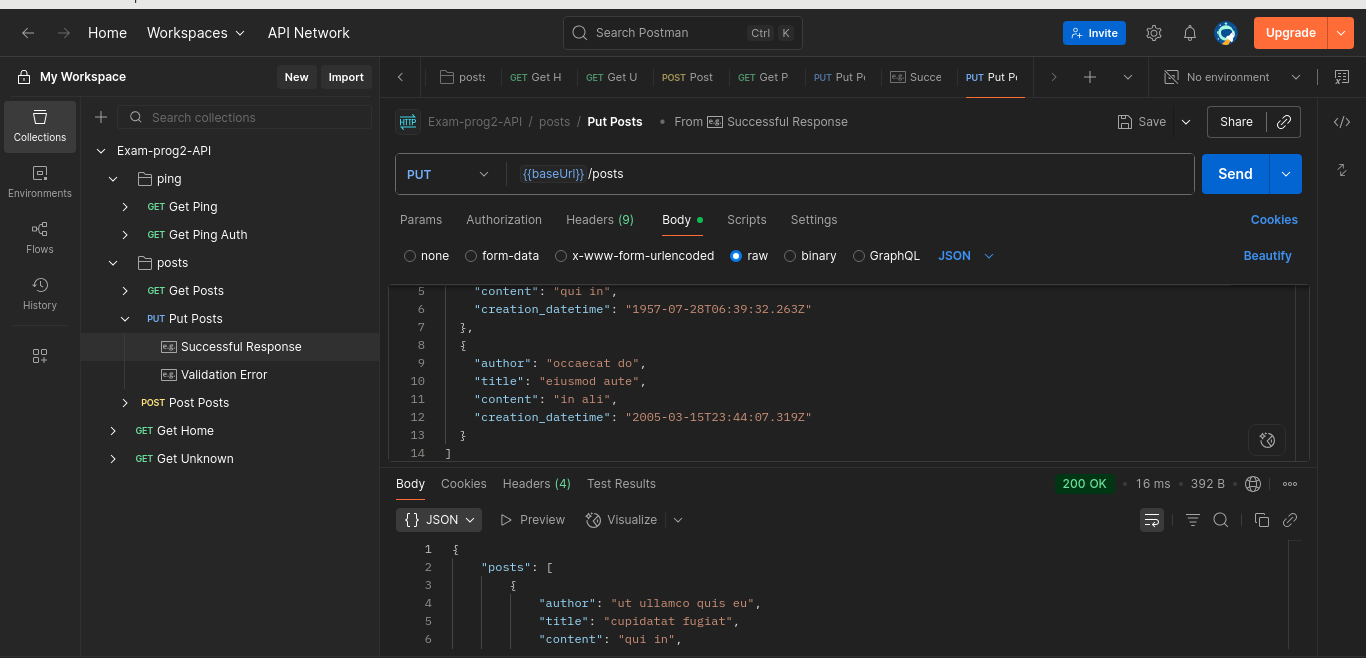 Home Workspaces API Network Search Postman Ctrl K Invite Upgrade
My Workspace New Import
posts GET Get H GET Get U POST Post GET Get P PUT Put Po e.g. Succe PUT Put Po No environment
Collections
Environments
Flows
History
Search collections
Exam-prog2-API
ping
GET Get Ping
GET Get Ping Auth
posts
GET Get Posts
PUT Put Posts
e.g. Successful Response
e.g. Validation Error
POST Post Posts
GET Get Home
GET Get Unknown
HTTP Exam-prog2-API / posts / Put Posts • From e.g. Successful Response Save Share </>
PUT {{baseUrl}} /posts Send
Params Authorization Headers (9) Body Scripts Settings Cookies
none form-data x-www-form-urlencoded raw binary GraphQL JSON Beautify
5 "content": "qui in",
6 "creation_datetime": "1957-07-28T06:39:32.263Z"
7 },
8 {
9 "author": "occaecat do",
10 "title": "eiusmod aute",
11 "content": "in ali",
12 "creation_datetime": "2005-03-15T23:44:07.319Z"
13 }
14 ]
Body Cookies Headers (4) Test Results 200 OK • 16 ms • 392 B •
{} JSON Preview Visualize
1 {
2 "posts": [
3 {
4 "author": "ut ullamco quis eu",
5 "title": "cupidatat fugiat",
6 "content": "qui in",